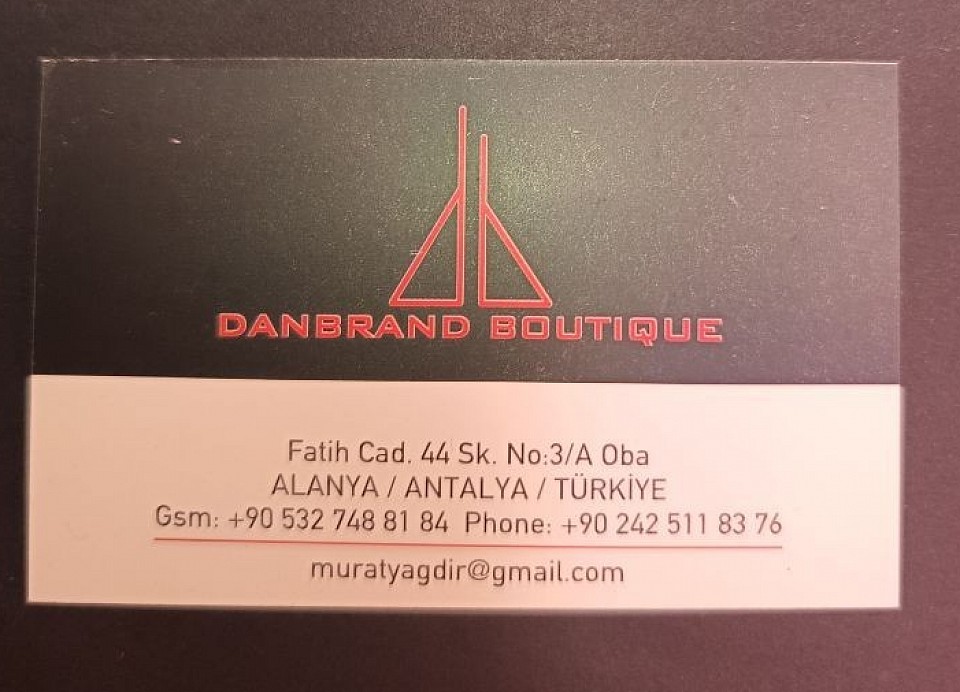 DANBRAND BOUTIQUE
Fatih Cad. 44 Sk. No:3/A Oba
ALANYA / ANTALYA / TÜRKİYE
Gsm: +90 532 748 81 84 Phone: +90 242 511 83 76
muratyagdir@gmail.com